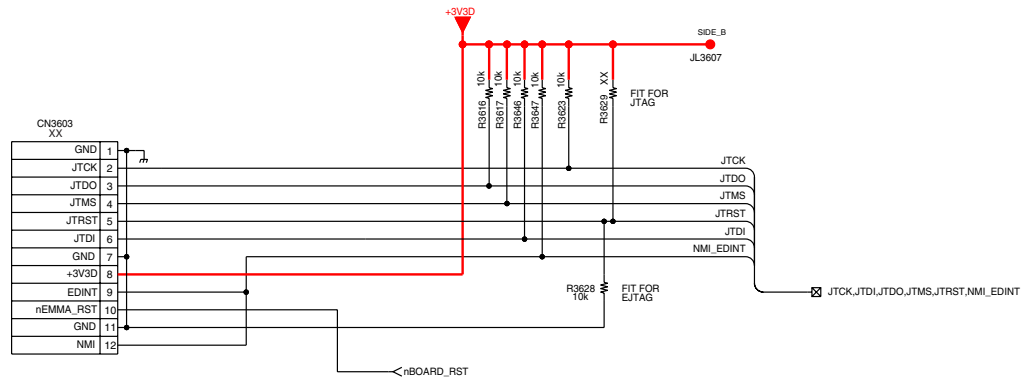 +3V3D
SIDE_B
JL3607
10k
10k
10k
10k
10k
XX
R3616
R3617
R3646
R3647
R3623
R3629
FIT FOR
JTAG
CN3603
XX
GND 1
JTCK 2
JTDO 3
JTMS 4
JTRST 5
JTDI 6
GND 7
+3V3D 8
EDINT 9
nEMMA_RST 10
GND 11
NMI 12
JTCK
JTDO
JTMS
JTRST
JTDI
NMI_EDINT
R3628
10k
FIT FOR
EJTAG
JTCK,JTDI,JTDO,JTMS,JTRST,NMI_EDINT
nBOARD_RST